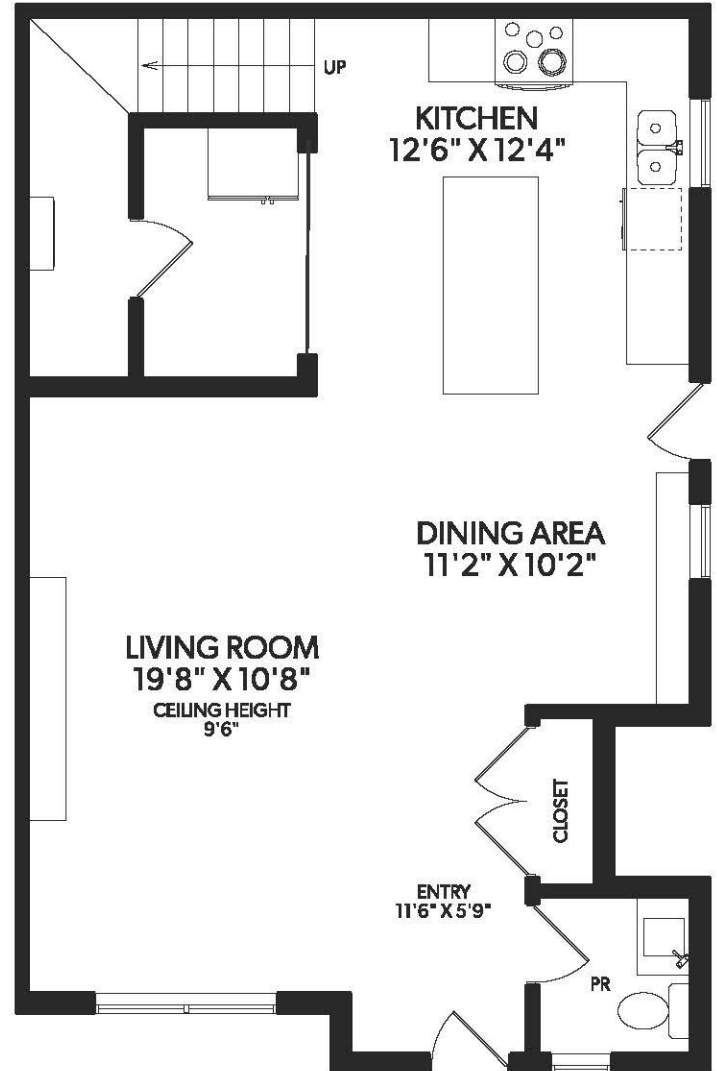 UP
KITCHEN
12'6" X 12'4"
DINING AREA
11'2" X 10'2"
LIVING ROOM
19'8" X 10'8"
CEILING HEIGHT
9'6"
CLOSET
ENTRY
11'6" X 5'9"
PR